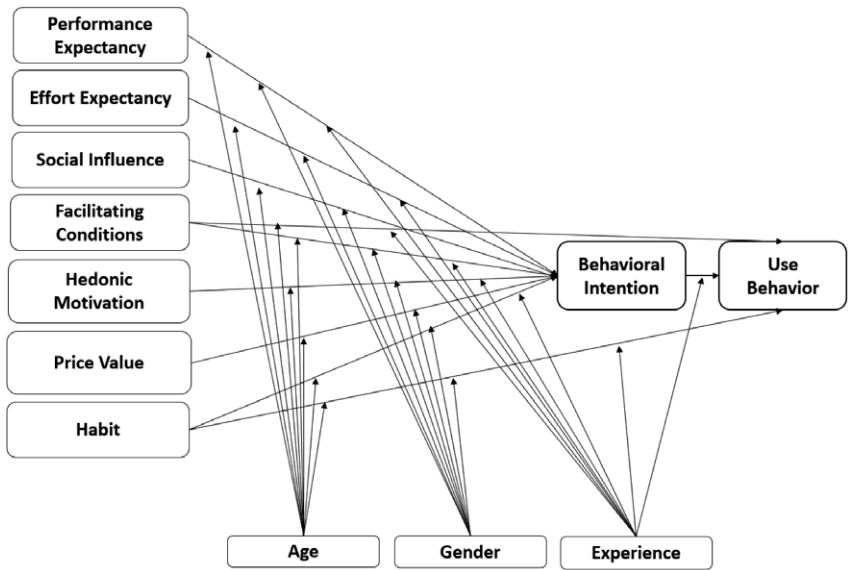 Performance
Expectancy
Effort Expectancy
Social Influence
Facilitating
Conditions
Hedonic
Motivation
Price Value
Habit
Behavioral
Intention
Use
Behavior
Age
Gender
Experience